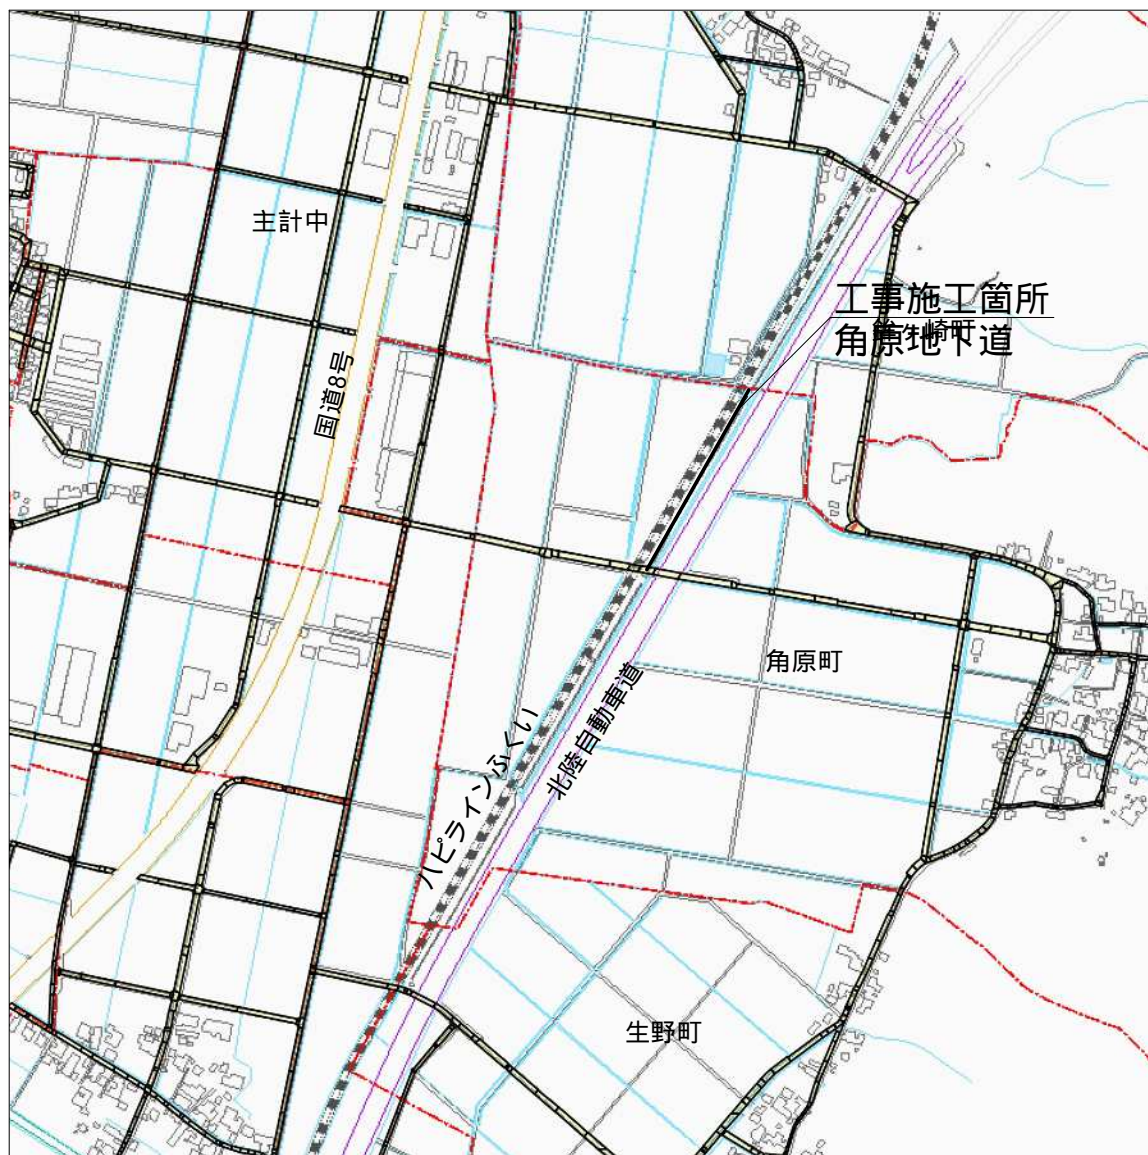 主計中
工事施工箇所
角原地下道
国道8号
角原町
北陸自動車道
ハピラインふくい
生野町